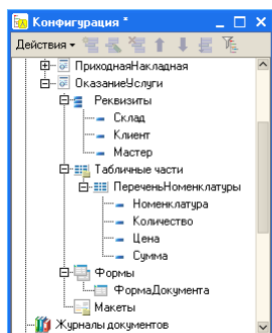 Конфигурация *
Действия
ПриходнаяНакладная
ОказаниеУслуги
Реквизиты
Склад
Клиент
Мастер
Табличные части
ПереченьНоменклатуры
Номенклатура
Количество
Цена
Сумма
Формы
ФормаДокумента
Макеты
Журналы документов